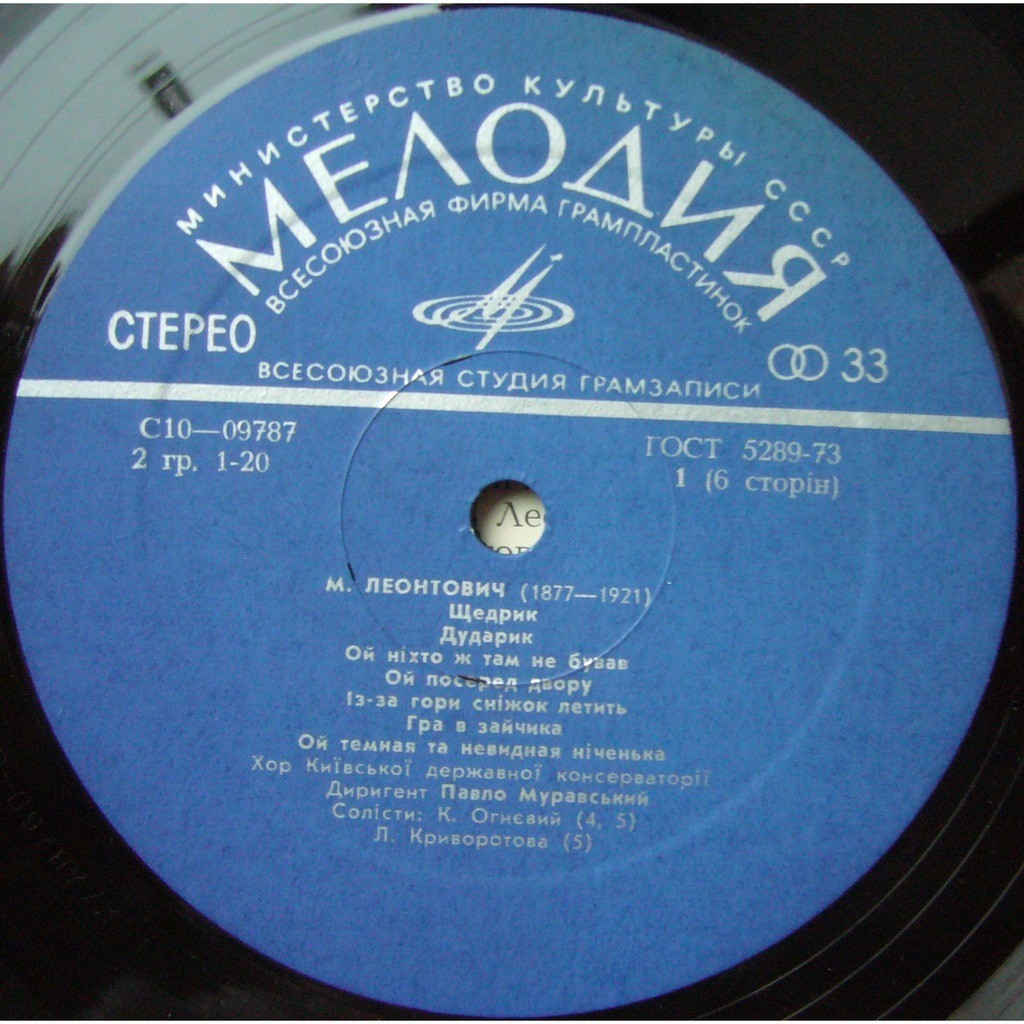 МИНИСТЕРСТВО КУЛЬТУРЫ СССР
МЕЛОДИЯ
ВСЕСОЮЗНАЯ ФИРМА ГРАМПЛАСТИНОК
СТЕРЕО
33
ВСЕСОЮЗНАЯ СТУДИЯ ГРАМЗАПИСИ
С10—09787
ГОСТ 5289-73
2 гр. 1-20
1 (6 сторін)
Ле
М. ЛЕОНТОВИЧ (1877—1921)
Щедрик
Дударик
Ой ніхто ж там не бував
Ой посеред двору
Із-за гори сніжок летить
Гра в зайчика
Ой темная та невидная ніченька
Хор Київської державної консерваторії
Диригент Павло Муравський
Солісти: К. Огнєвий (4, 5)
Л. Криворотова (5)